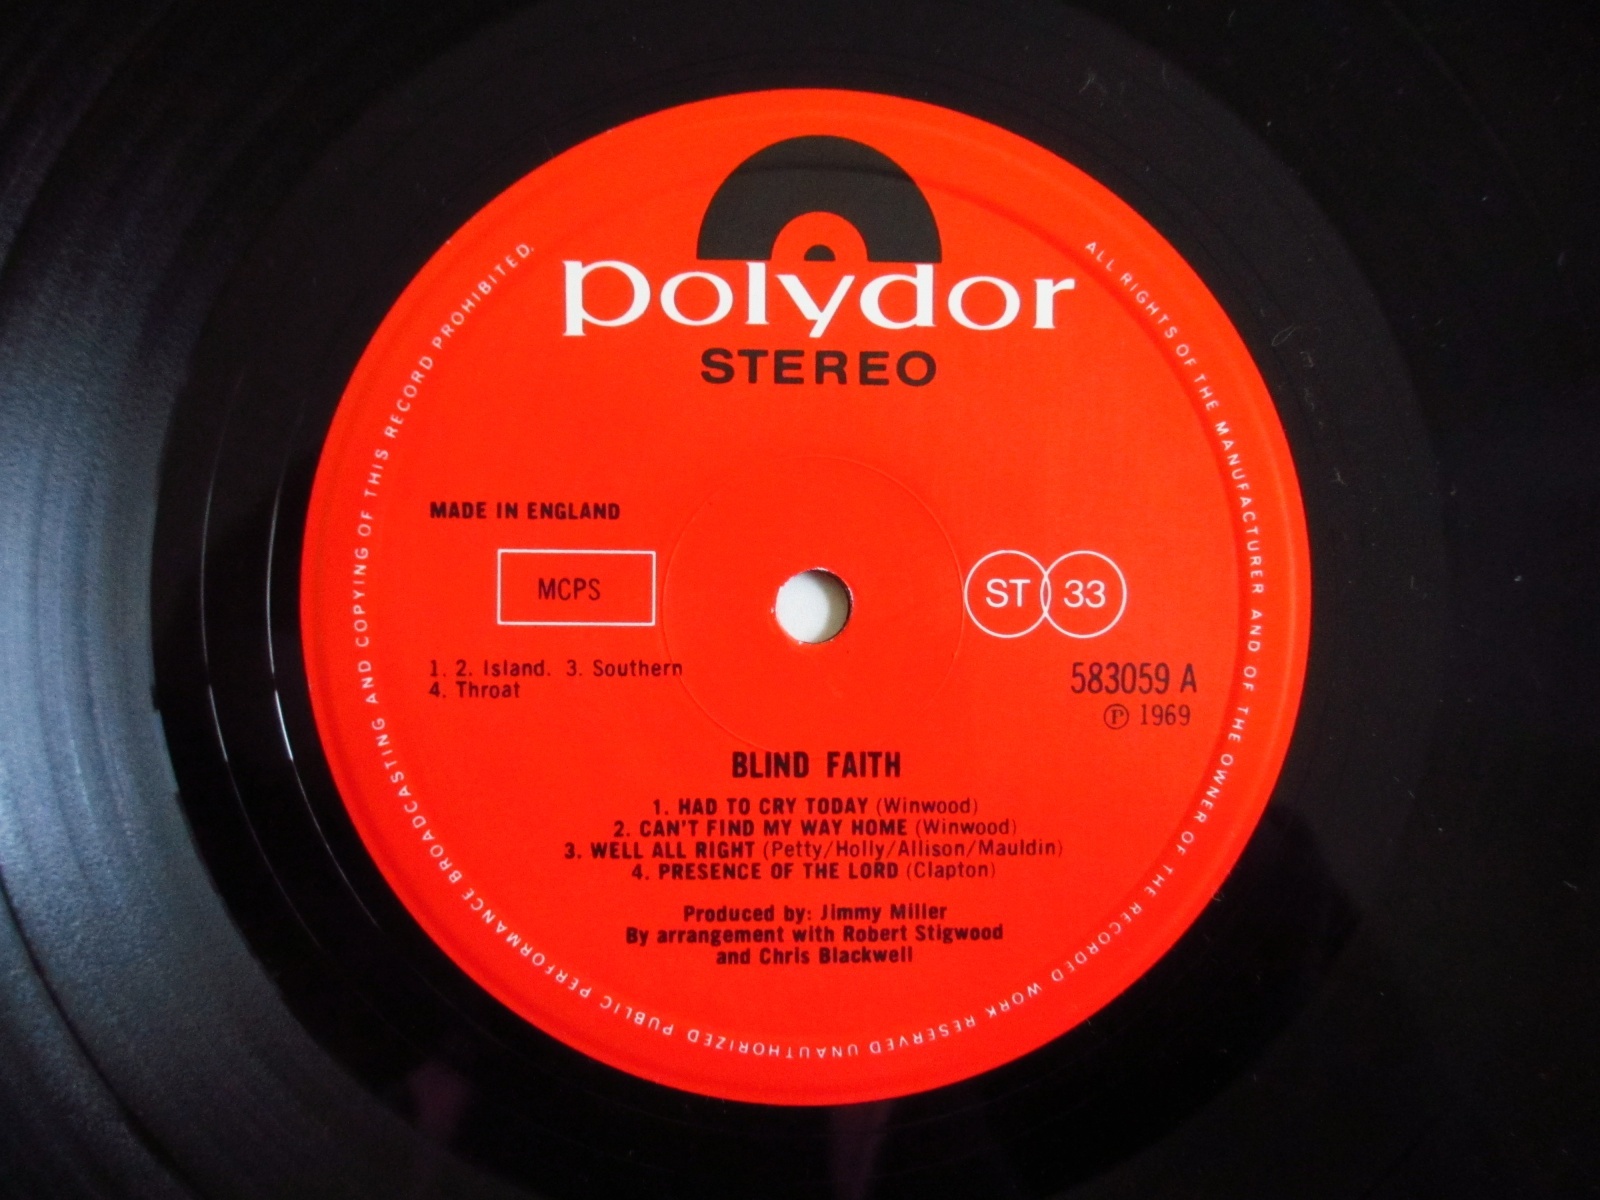 polydor
STEREO
MADE IN ENGLAND
MCPS
ST 33
1. 2. Island. 3. Southern
4. Throat
583059 A
Ⓟ 1969
BLIND FAITH
1. HAD TO CRY TODAY (Winwood)
2. CAN'T FIND MY WAY HOME (Winwood)
3. WELL ALL RIGHT (Petty/Holly/Allison/Mauldin)
4. PRESENCE OF THE LORD (Clapton)
Produced by: Jimmy Miller
By arrangement with Robert Stigwood
and Chris Blackwell
ALL RIGHTS OF THE MANUFACTURER AND OF THE OWNER OF THE RECORDED WORK RESERVED UNAUTHORIZED PUBLIC PERFORMANCE BROADCASTING AND COPYING OF THIS RECORD PROHIBITED.